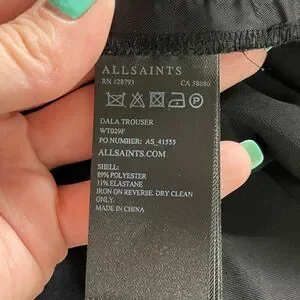 ALLSAINTS
RN 128793 CA 58080
DALA TROUSER
WT029F
PO NUMBER: AS_41555
ALLSAINTS.COM
SHELL:
89% POLYESTER
11% ELASTANE
IRON ON REVERSE. DRY CLEAN
ONLY.
MADE IN CHINA